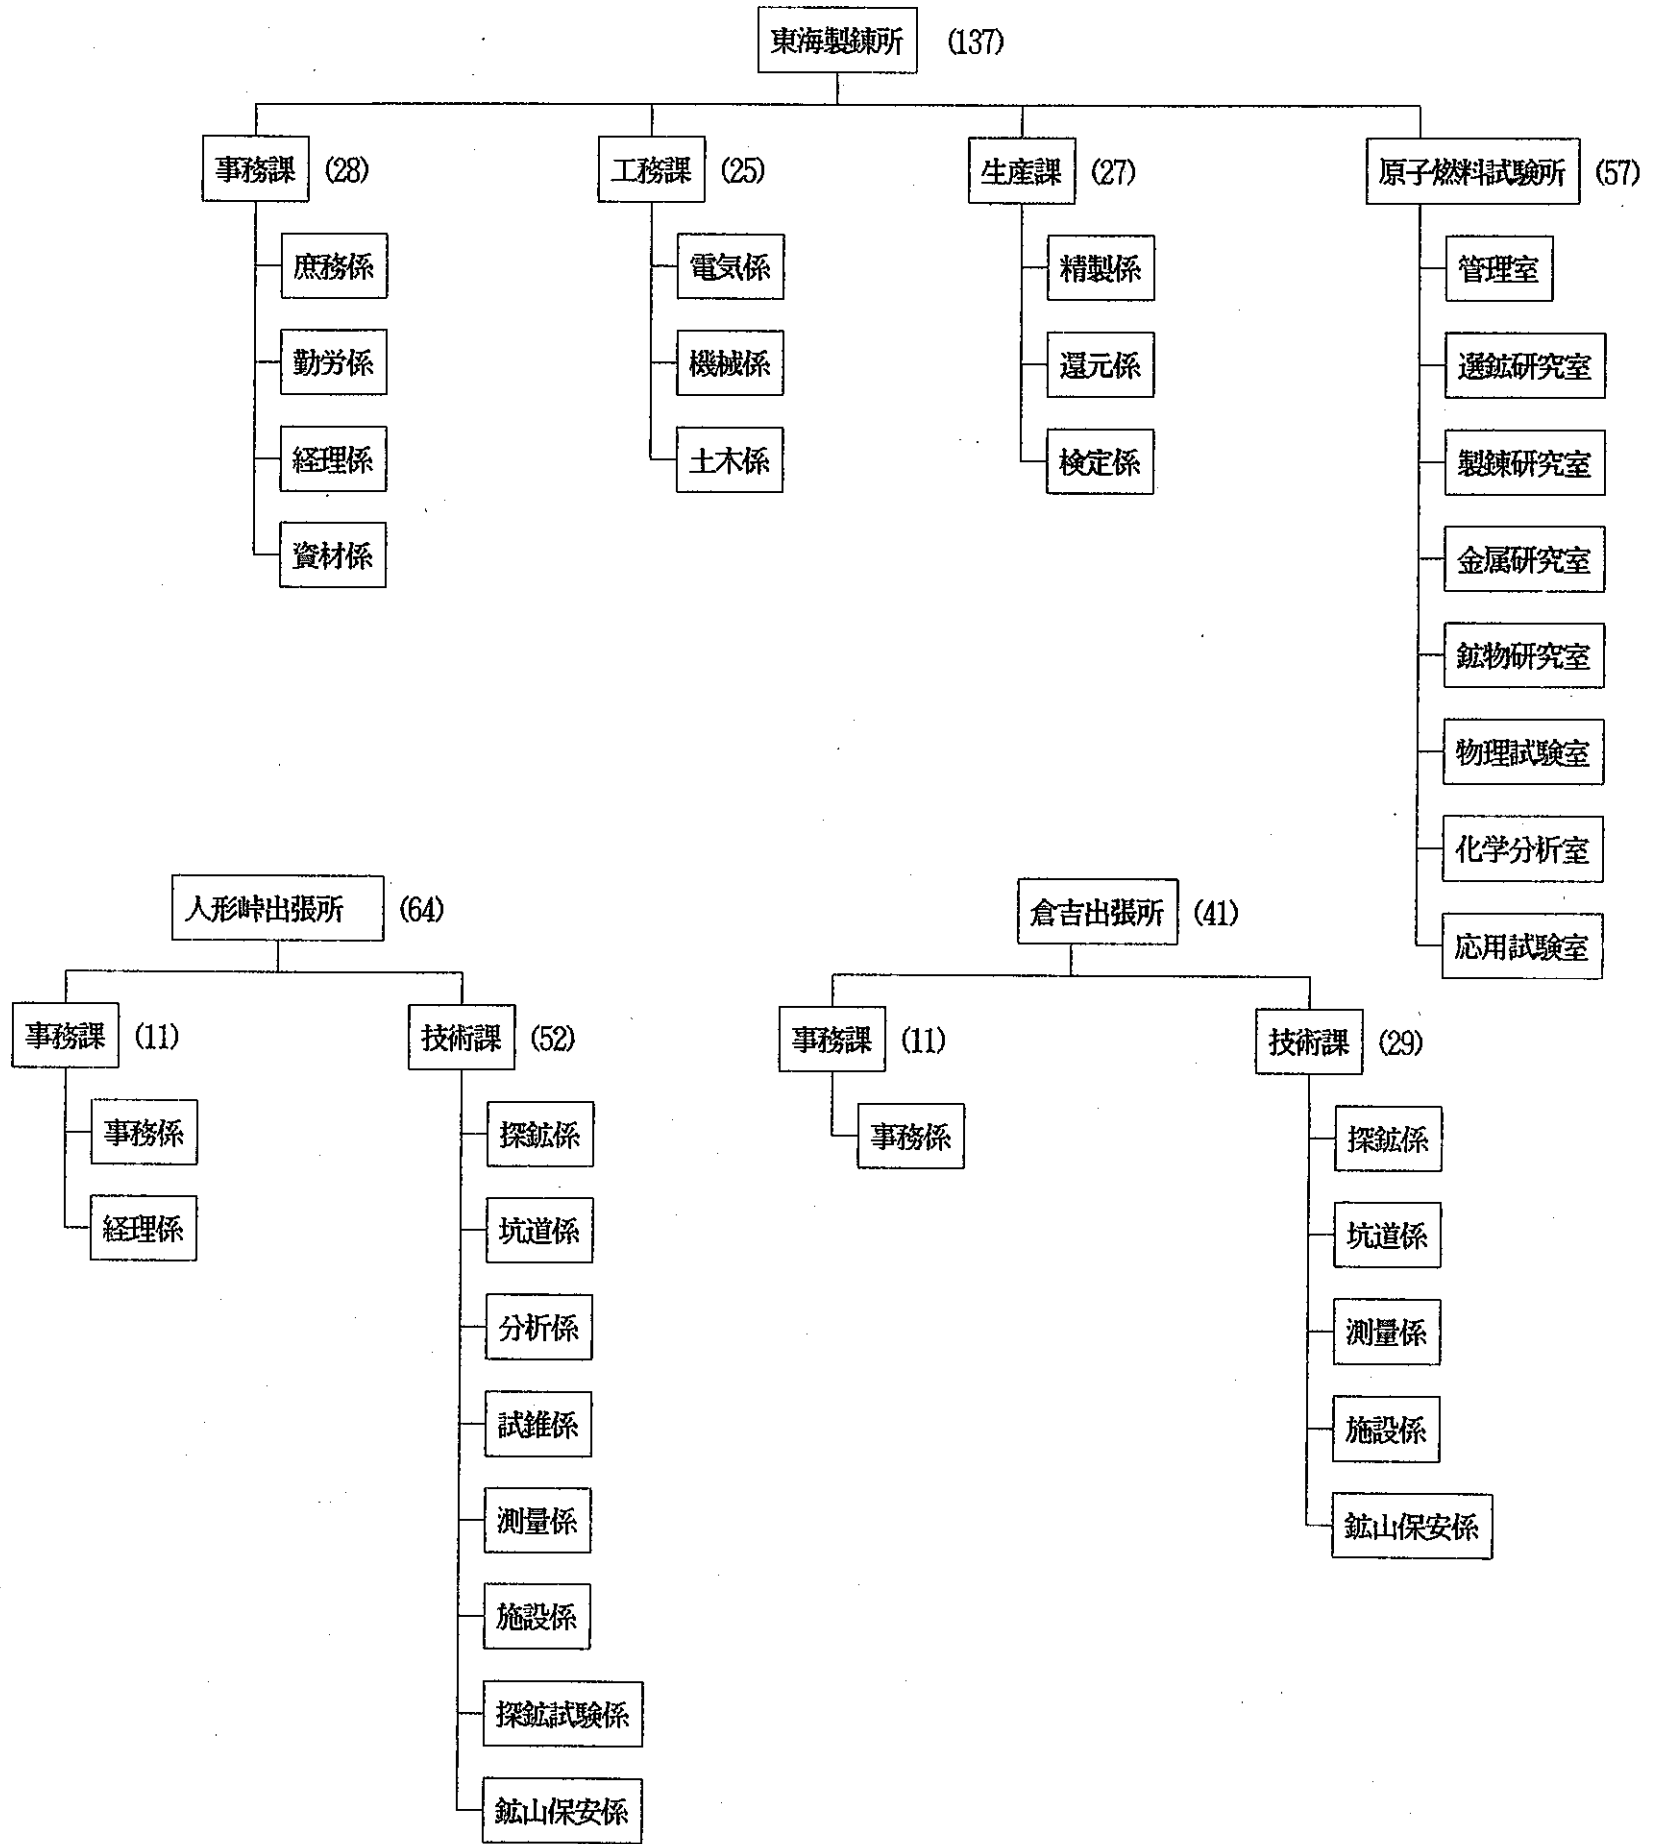 東海製錬所 (137)
事務課 (28)
庶務係
勤労係
経理係
資材係
工務課 (25)
電気係
機械係
土木係
生産課 (27)
精製係
還元係
検定係
原子燃料試験所 (57)
管理室
選鉱研究室
製錬研究室
金属研究室
鉱物研究室
物理試験室
化学分析室
応用試験室
人形峠出張所 (64)
事務課 (11)
事務係
経理係
技術課 (52)
探鉱係
坑道係
分析係
試錐係
測量係
施設係
探鉱試験係
鉱山保安係
倉吉出張所 (41)
事務課 (11)
事務係
技術課 (29)
探鉱係
坑道係
測量係
施設係
鉱山保安係